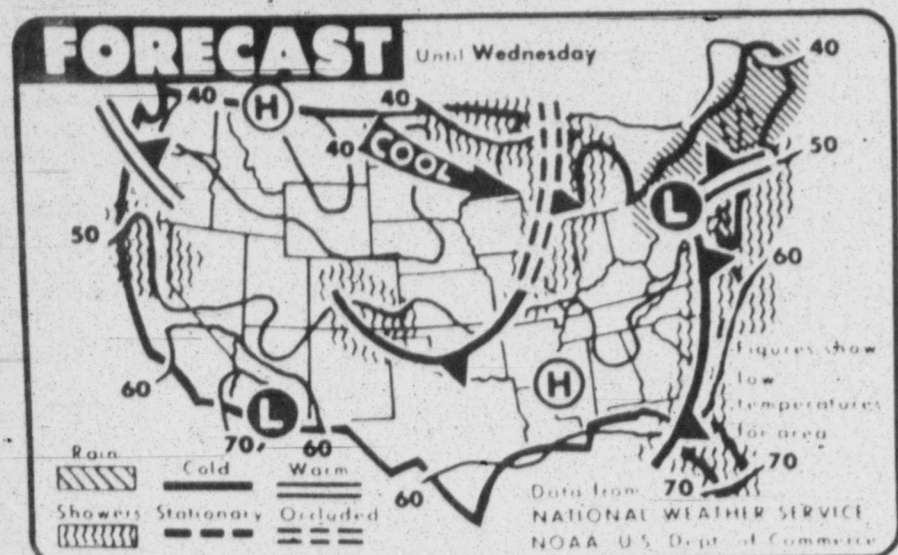 FORECAST Until Wednesday
40
40 H 40
50
40 COOL
L
50
60
H
Figures show
low
temperatures
for area
60
L
70 60
70
60
70
Rain
Cold Warm
Showers Stationary Occluded
Data from
NATIONAL WEATHER SERVICE
NOAA U.S. Dept. of Commerce